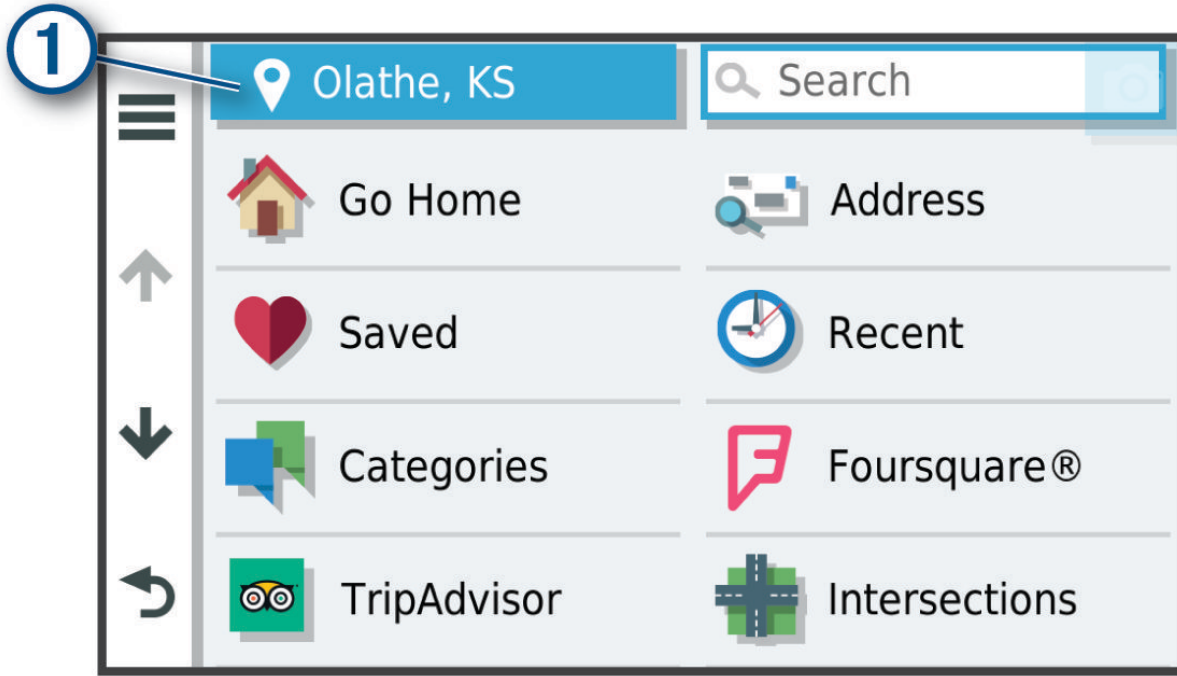 1
Olathe, KS
Search
Go Home
Address
Saved
Recent
Categories
Foursquare®
TripAdvisor
Intersections